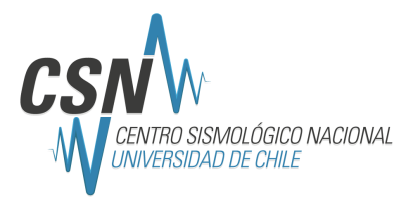 CSN
CENTRO SISMOLÓGICO NACIONAL
UNIVERSIDAD DE CHILE